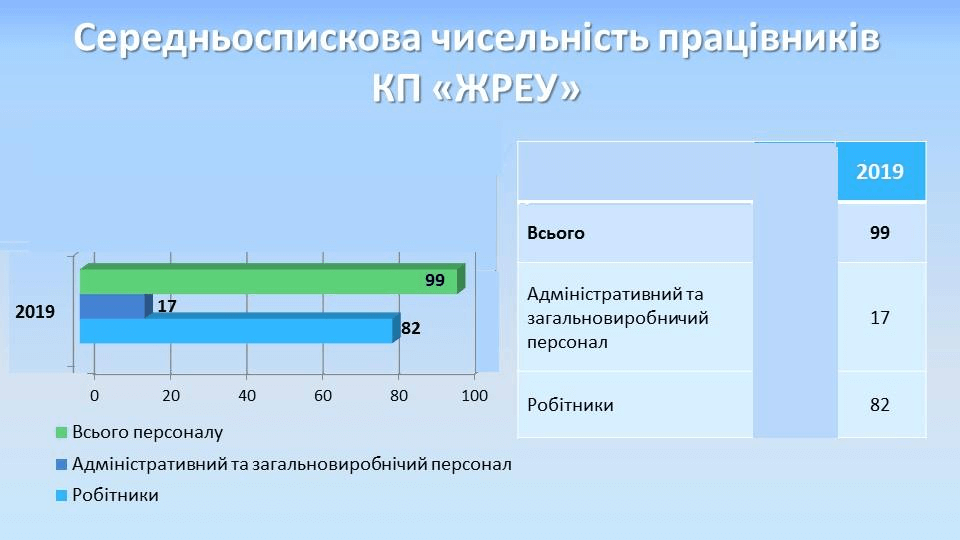 Середньоспискова чисельність працівників
КП «ЖРЕУ»
2019
99
17
82
0 20 40 60 80 100
Всього персоналу
Адміністративний та загальновиробнічий персонал
Робітники
2019
Всього 99
Адміністративний та
загальновиробничий 17
персонал
Робітники 82